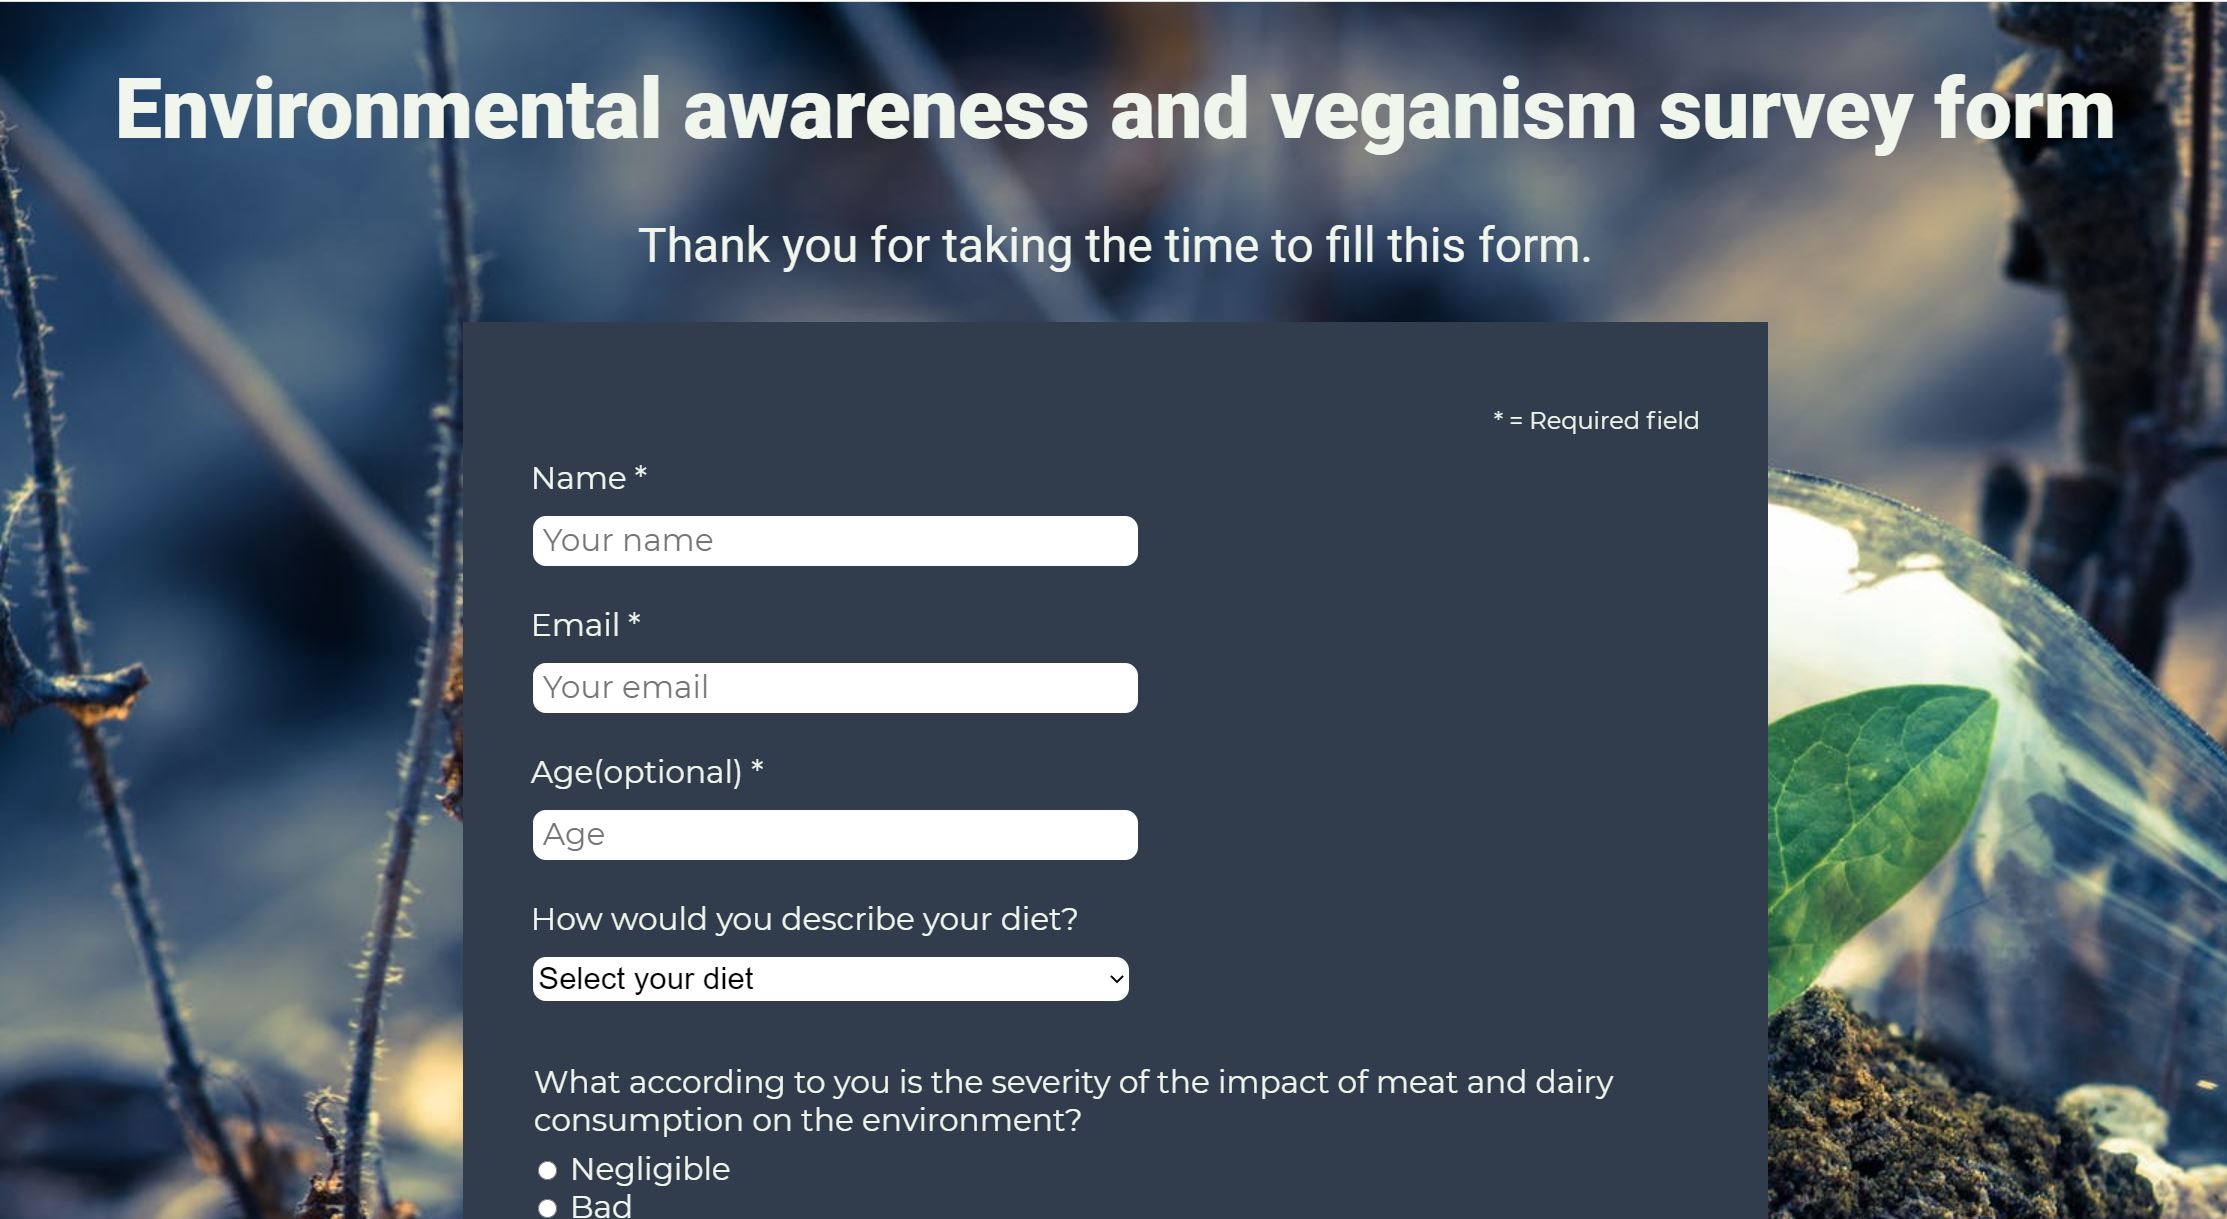 Environmental awareness and veganism survey form
Thank you for taking the time to fill this form.
* = Required field
Name *
Your name
Email *
Your email
Age(optional) *
Age
How would you describe your diet?
Select your diet
What according to you is the severity of the impact of meat and dairy
consumption on the environment?
Negligible
Bad